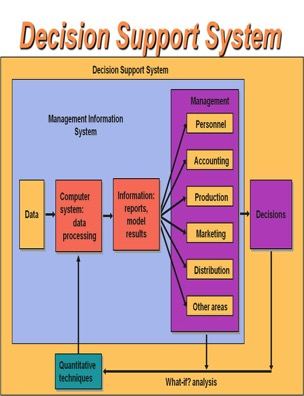 Decision Support System
Decision Support System
Management Information
System
Management
Personnel
Accounting
Production
Marketing
Distribution
Other areas
Data
Computer
system:
data
processing
Information:
reports,
model
results
Decisions
Quantitative
techniques
What-if? analysis